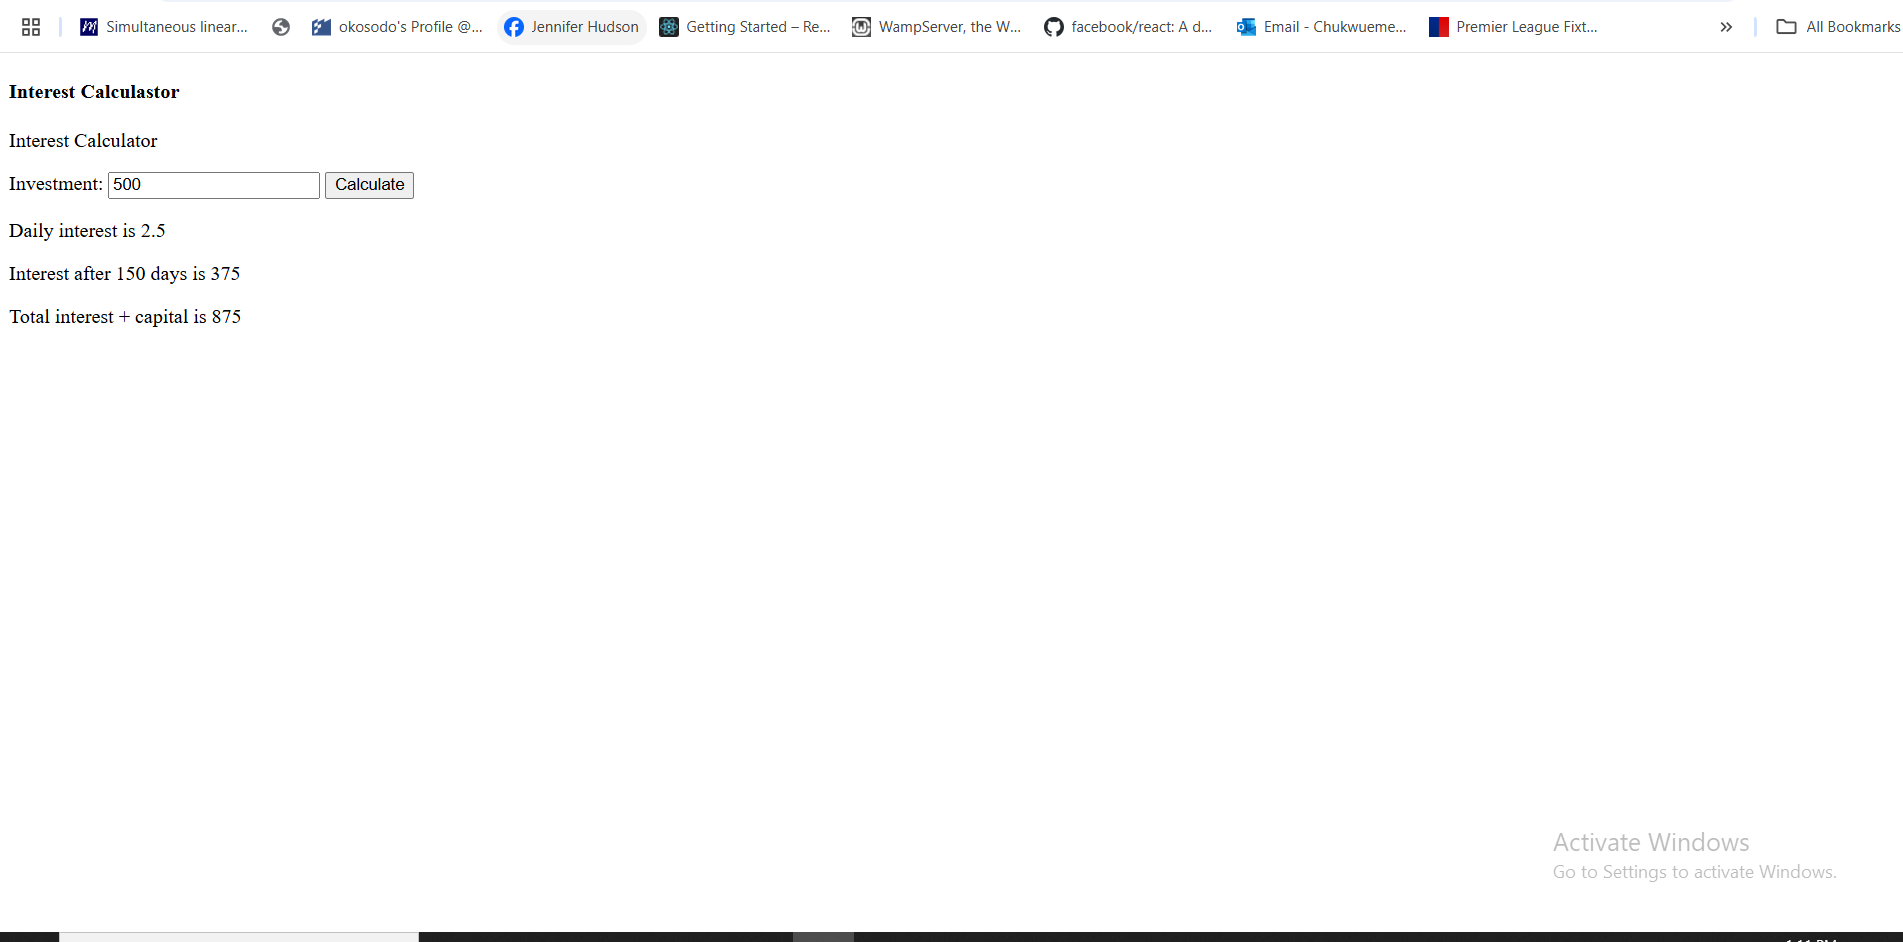 Simultaneous linear...
okosodo's Profile @...
Jennifer Hudson
Getting Started – Re...
WampServer, the W...
facebook/react: A d...
Email - Chukwueme...
Premier League Fixt...
»
All Bookmarks
Interest Calculastor
Interest Calculator
Investment: 500 Calculate
Daily interest is 2.5
Interest after 150 days is 375
Total interest + capital is 875
Activate Windows
Go to Settings to activate Windows.